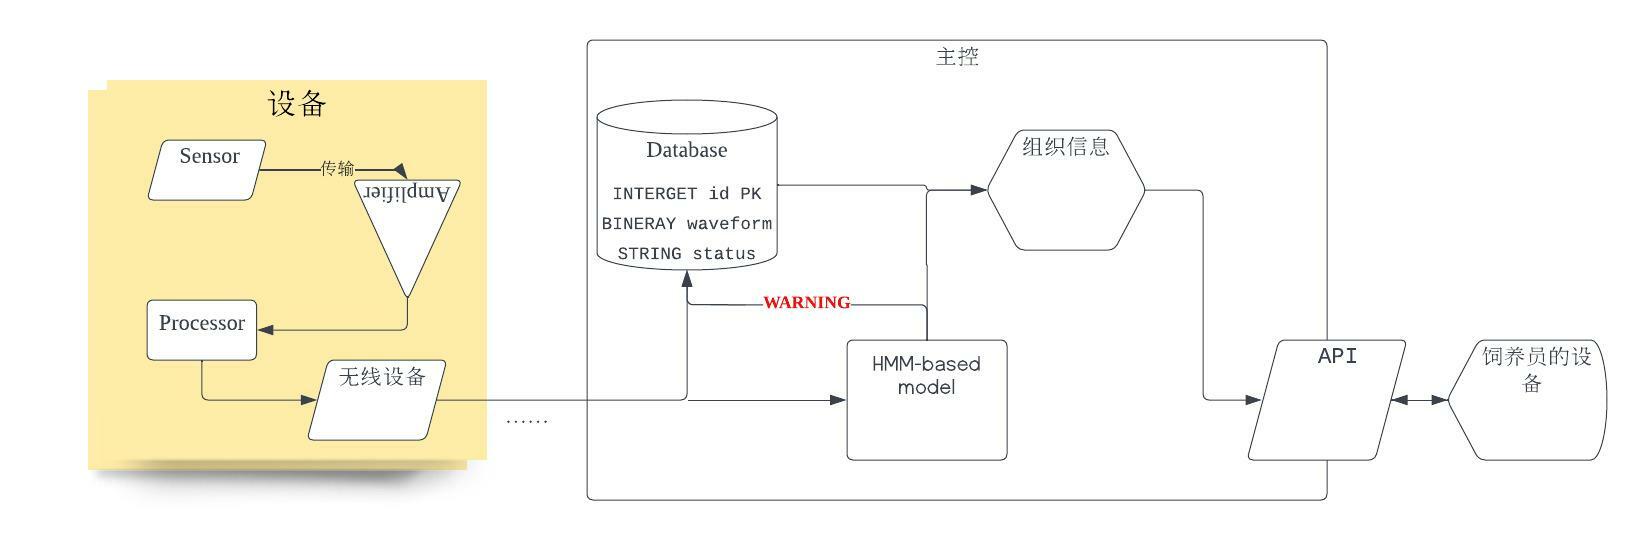 设备
Sensor
传输
Amplifier
Processor
无线设备
......
主控
Database
INTERGET id PK
BINERAY waveform
STRING status
WARNING
HMM-based
model
组织信息
API
饲养员的设
备